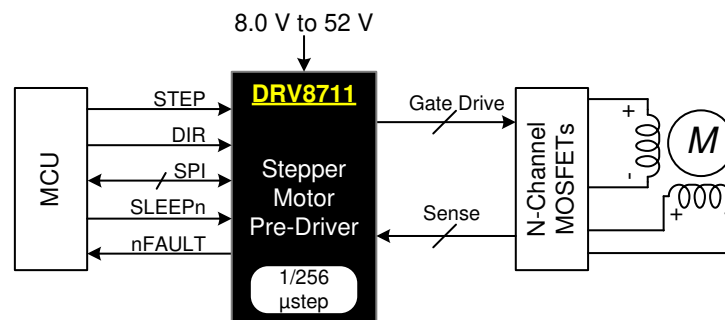 8.0 V to 52 V
MCU
STEP
DIR
SPI
SLEEPn
nFAULT
DRV8711
Stepper
Motor
Pre-Driver
1/256
µstep
Gate Drive
Sense
N-Channel
MOSFETs
+
-
M
+
-